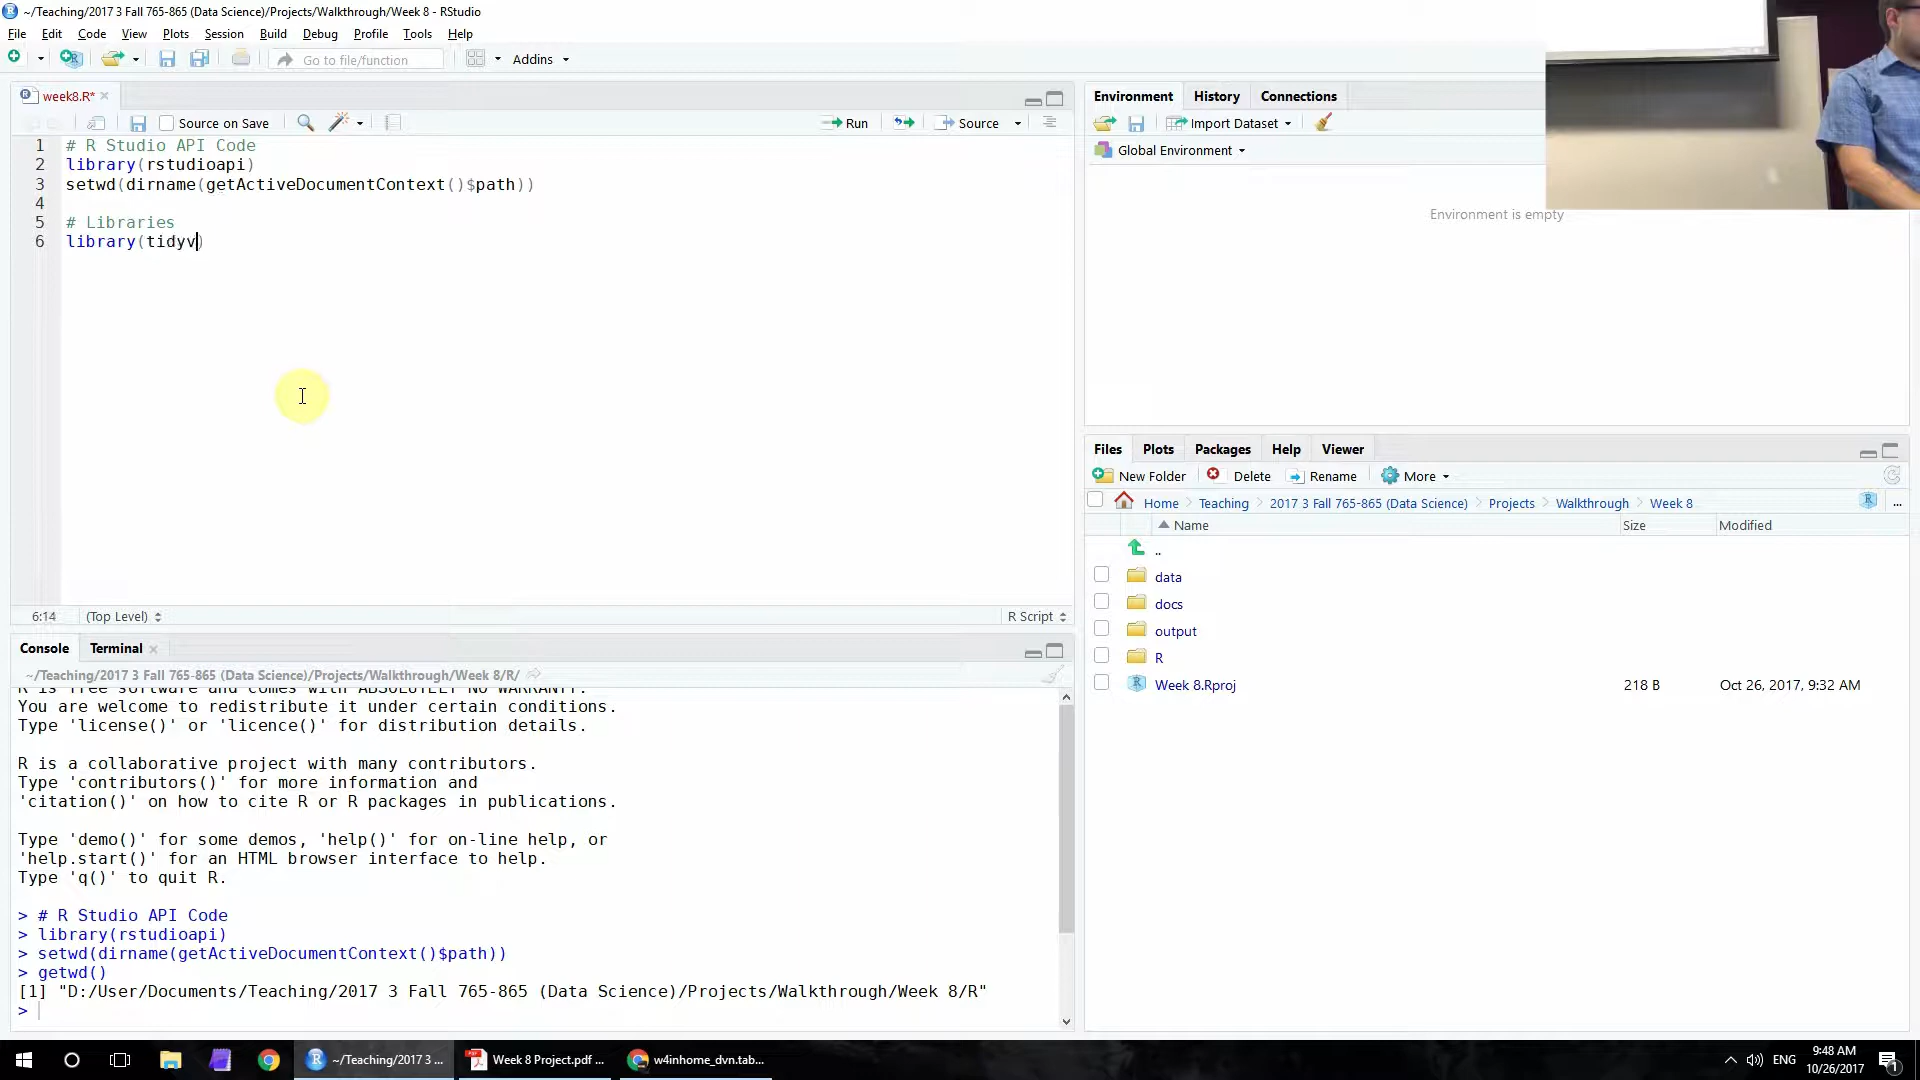 ~/Teaching/2017 3 Fall 765-865 (Data Science)/Projects/Walkthrough/Week 8 - RStudio
File Edit Code View Plots Session Build Debug Profile Tools Help
Go to file/function Addins
week8.R*
Source on Save Run Source
1 # R Studio API Code
2 library(rstudioapi)
3 setwd(dirname(getActiveDocumentContext()$path))
4
5 # Libraries
6 library(tidyv)
6:14 (Top Level) R Script
Console Terminal
~/Teaching/2017 3 Fall 765-865 (Data Science)/Projects/Walkthrough/Week 8/R/
R is free software and comes with ABSOLUTELY NO WARRANTY.
You are welcome to redistribute it under certain conditions.
Type 'license()' or 'licence()' for distribution details.
R is a collaborative project with many contributors.
Type 'contributors()' for more information and
'citation()' on how to cite R or R packages in publications.
Type 'demo()' for some demos, 'help()' for on-line help, or
'help.start()' for an HTML browser interface to help.
Type 'q()' to quit R.
> # R Studio API Code
> library(rstudioapi)
> setwd(dirname(getActiveDocumentContext()$path))
> getwd()
[1] "D:/User/Documents/Teaching/2017 3 Fall 765-865 (Data Science)/Projects/Walkthrough/Week 8/R"
>
Environment History Connections
Import Dataset
Global Environment
Environment is empty
Files Plots Packages Help Viewer
New Folder Delete Rename More
Home Teaching 2017 3 Fall 765-865 (Data Science) Projects Walkthrough Week 8 ...
Name Size Modified
..
data
docs
output
R
Week 8.Rproj 218 B Oct 26, 2017, 9:32 AM
~/Teaching/2017 3 ... Week 8 Project.pdf ... w4inhome_dvn.tab... ENG 9:48 AM
10/26/2017